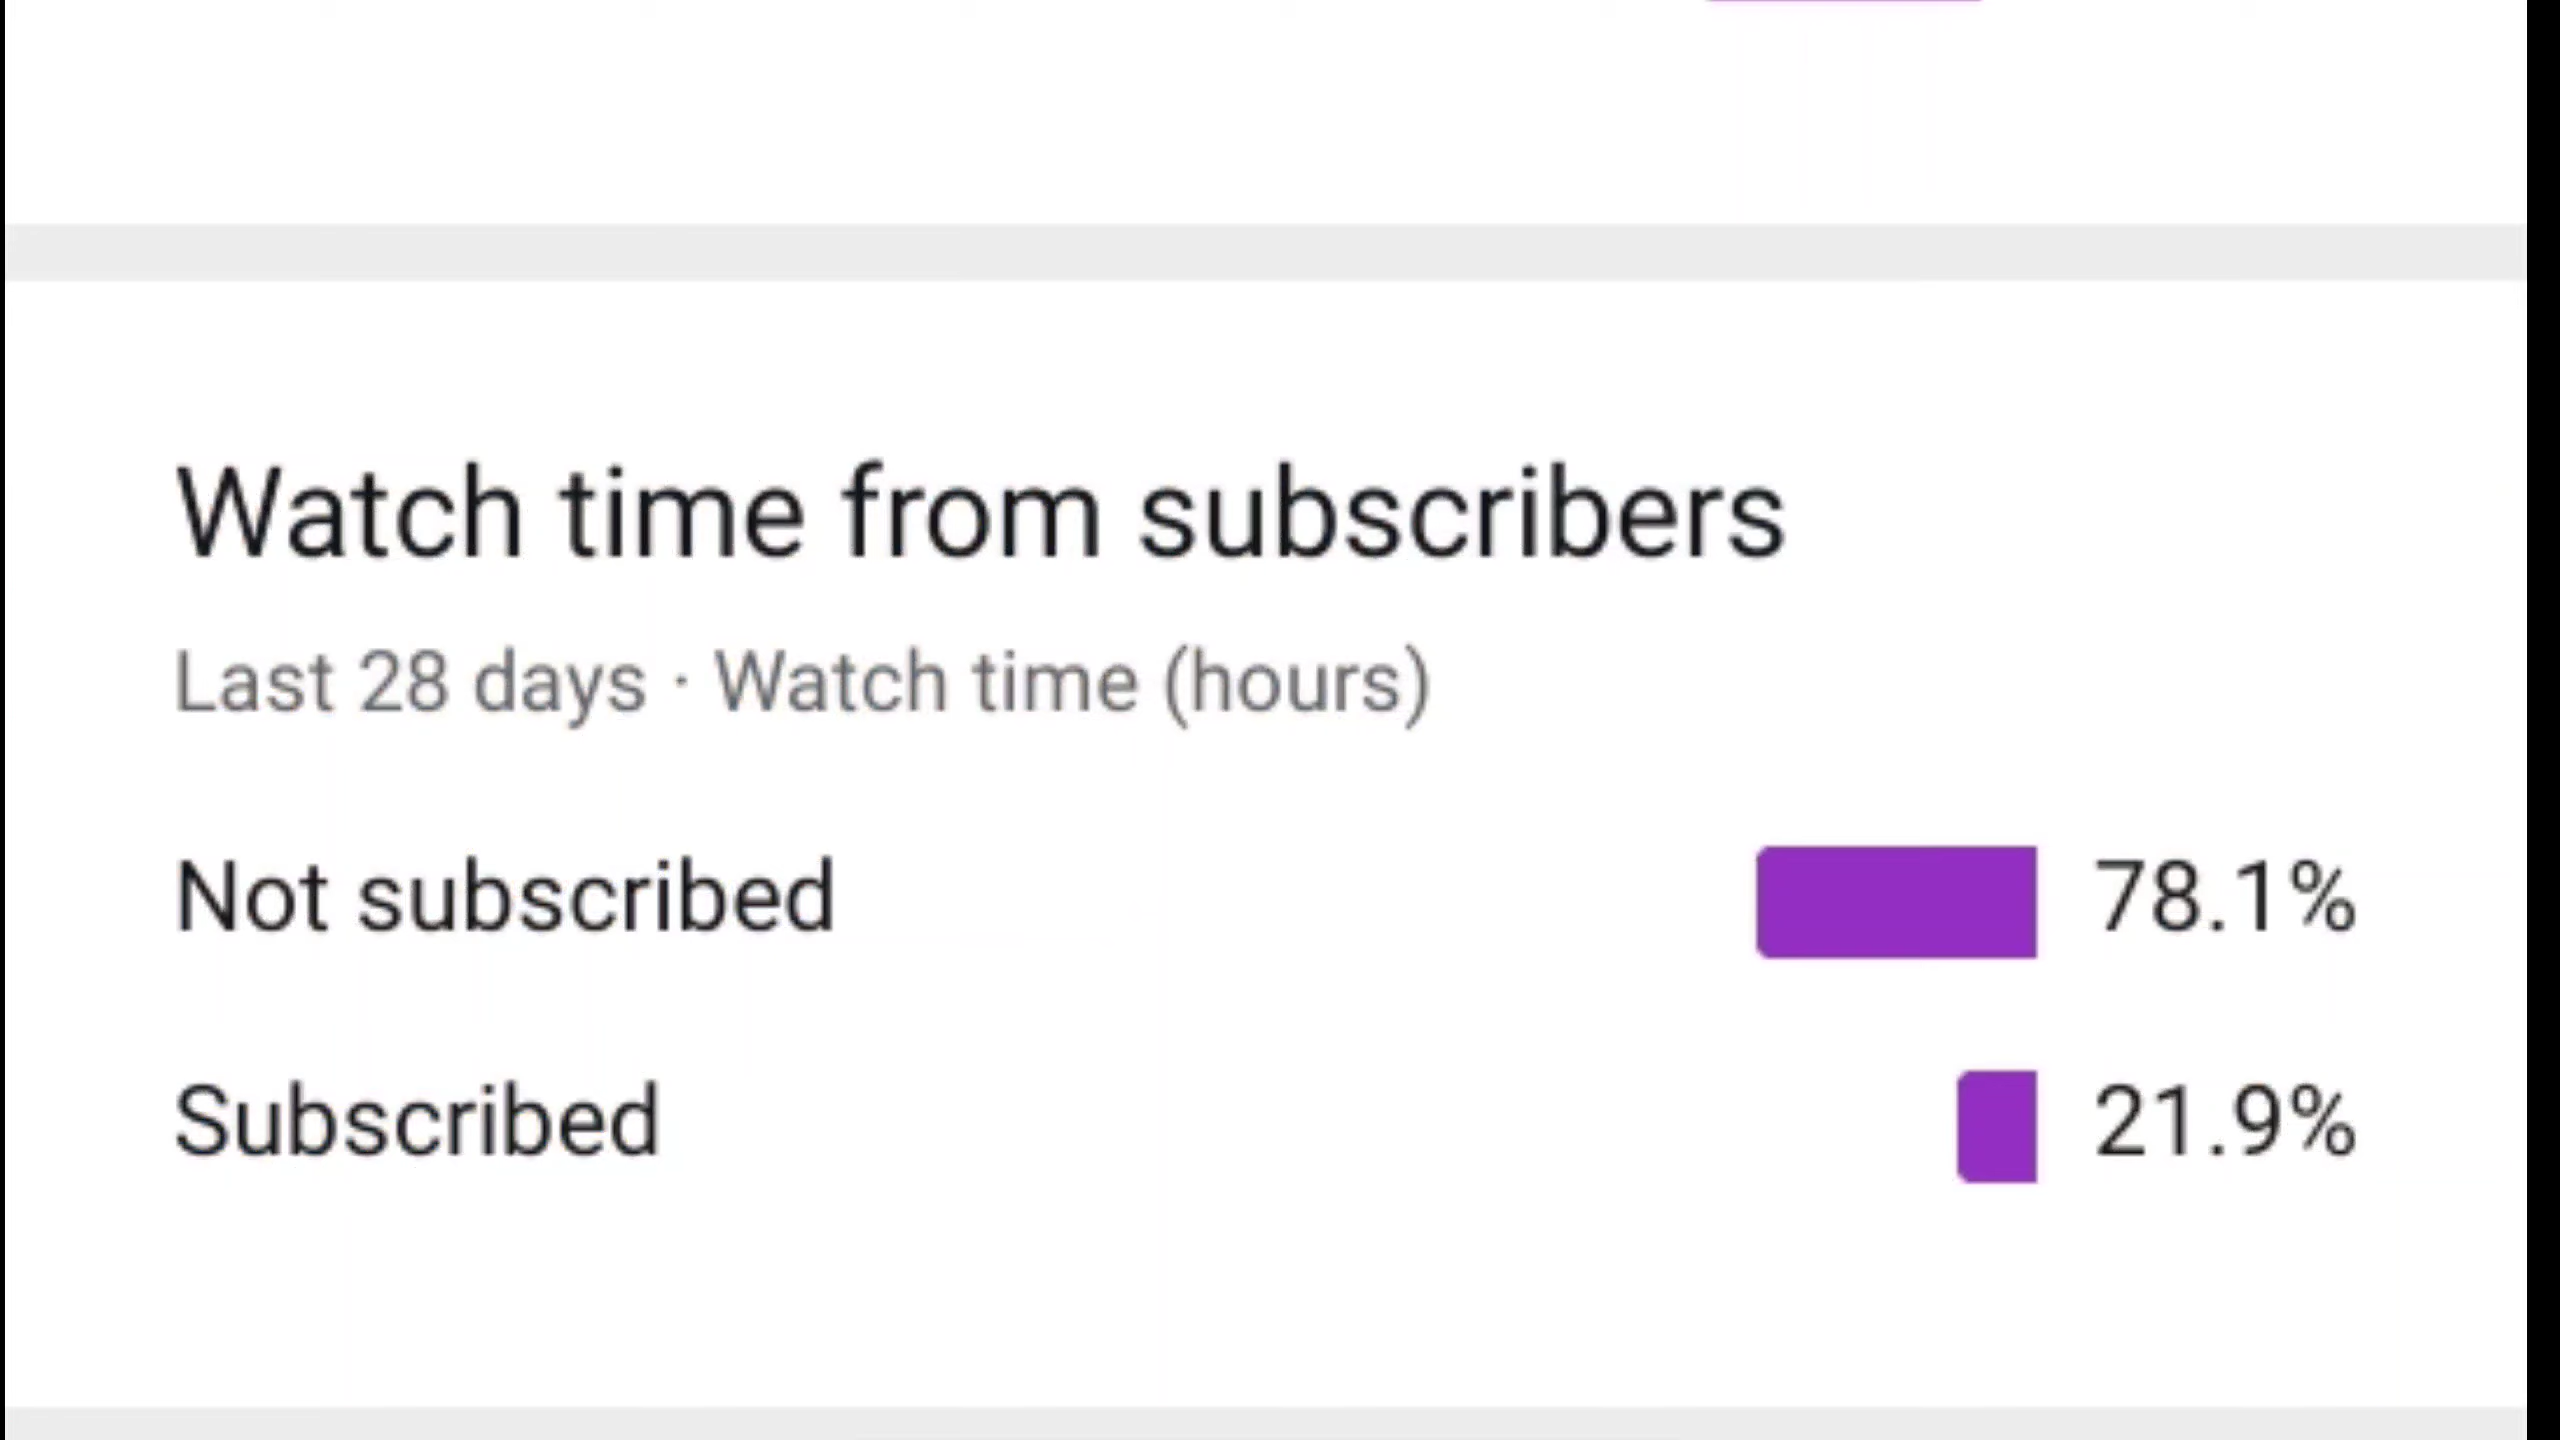 Watch time from subscribers
Last 28 days · Watch time (hours)
Not subscribed 78.1%
Subscribed 21.9%